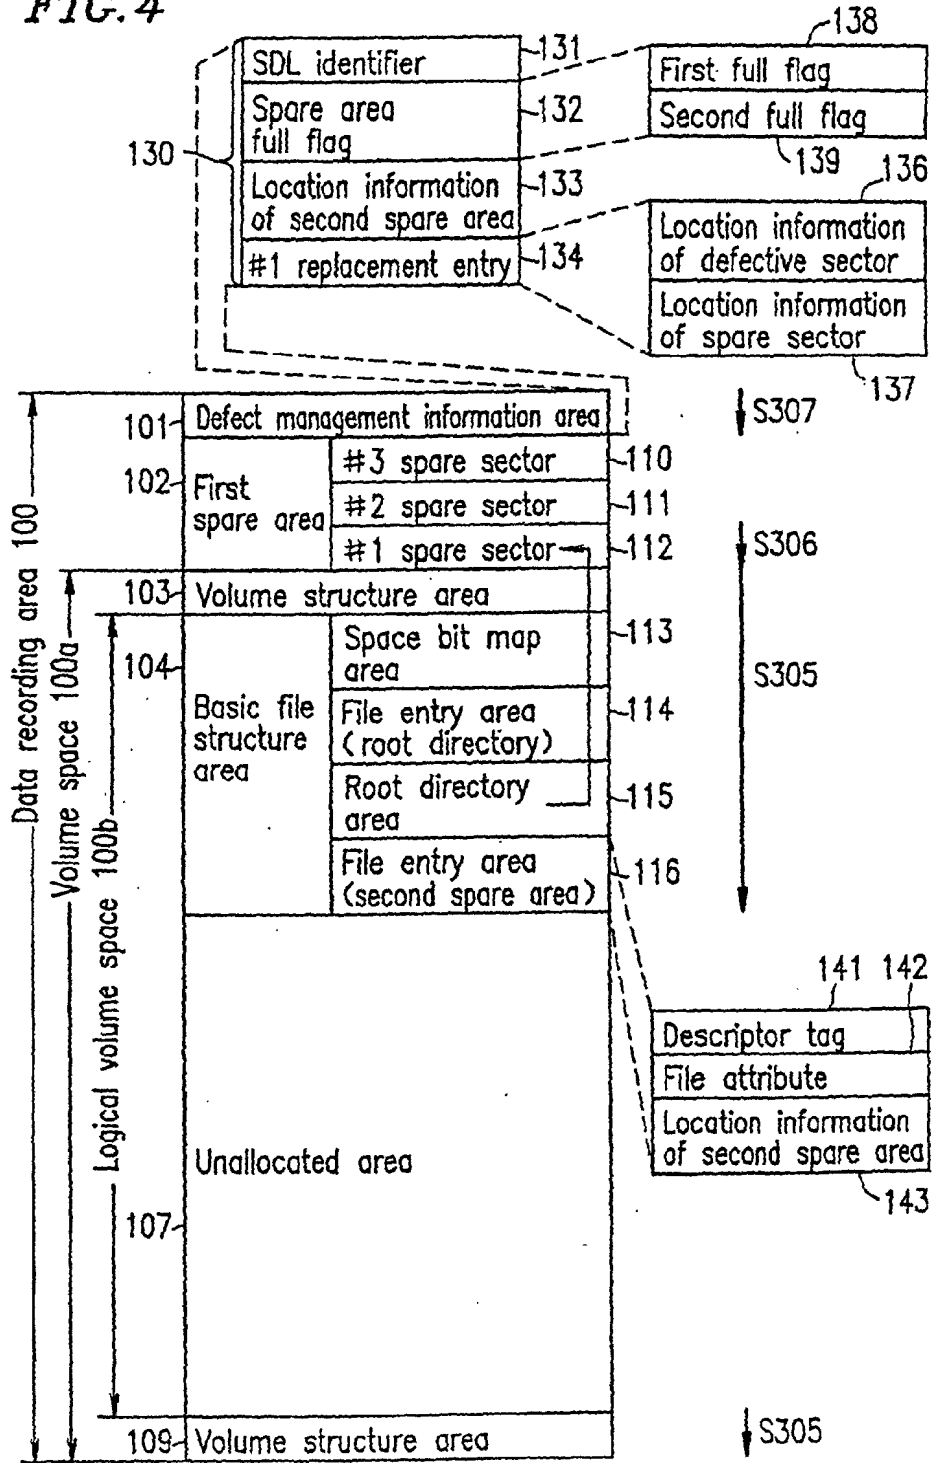 FIG. 4
138
SDL identifier
131
First full flag
Spare area
full flag
132
Second full flag
139
130
Location information
of second spare area
133
136
Location information
of defective sector
#1 replacement entry
134
Location information
of spare sector
137
101
Defect management information area
S307
102
First
spare area
#3 spare sector
110
#2 spare sector
111
#1 spare sector
112
S306
103
Volume structure area
104
Basic file
structure
area
Space bit map
area
113
S305
File entry area
(root directory)
114
Root directory
area
115
File entry area
(second spare area)
116
Data recording area 100
Volume space 100a
Logical volume space 100b
141
142
Descriptor tag
File attribute
Location information
of second spare area
143
Unallocated area
107
109
Volume structure area
S305